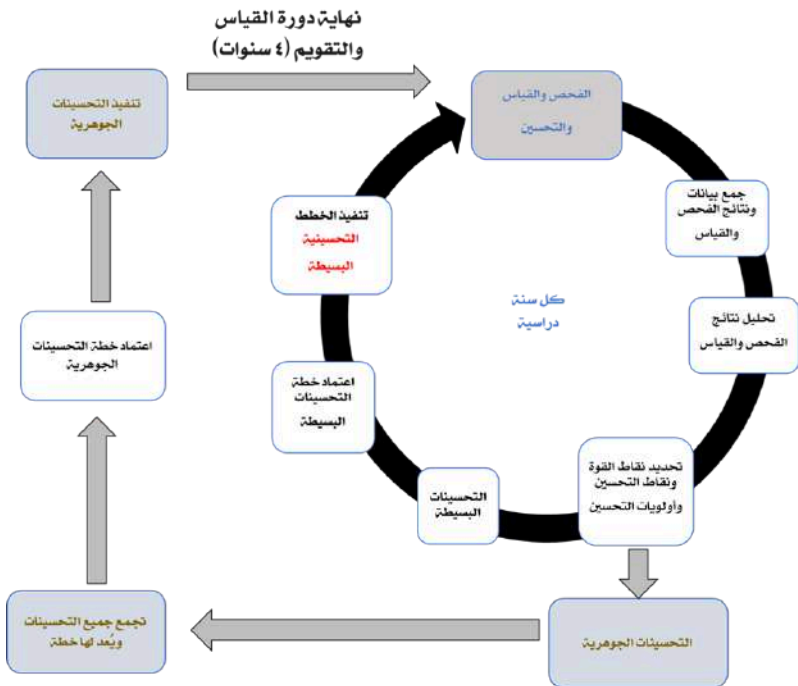 نهاية دورة القياس
والتقويم (٤ سنوات)
الفحص والقياس
والتحسين
جمع بيانات
ونتائج الفحص
والقياس
تحليل نتائج
الفحص والقياس
تحديد نقاط القوة
ونقاط التحسين
وأولويات التحسين
التحسينات
البسيطة
اعتماد خطة
التحسينات
البسيطة
تنفيذ الخطط
التحسينية
البسيطة
كل سنة
دراسية
التحسينات الجوهرية
تجمع جميع التحسينات
ويُعد لها خطة
اعتماد خطة التحسينات
الجوهرية
تنفيذ التحسينات
الجوهرية